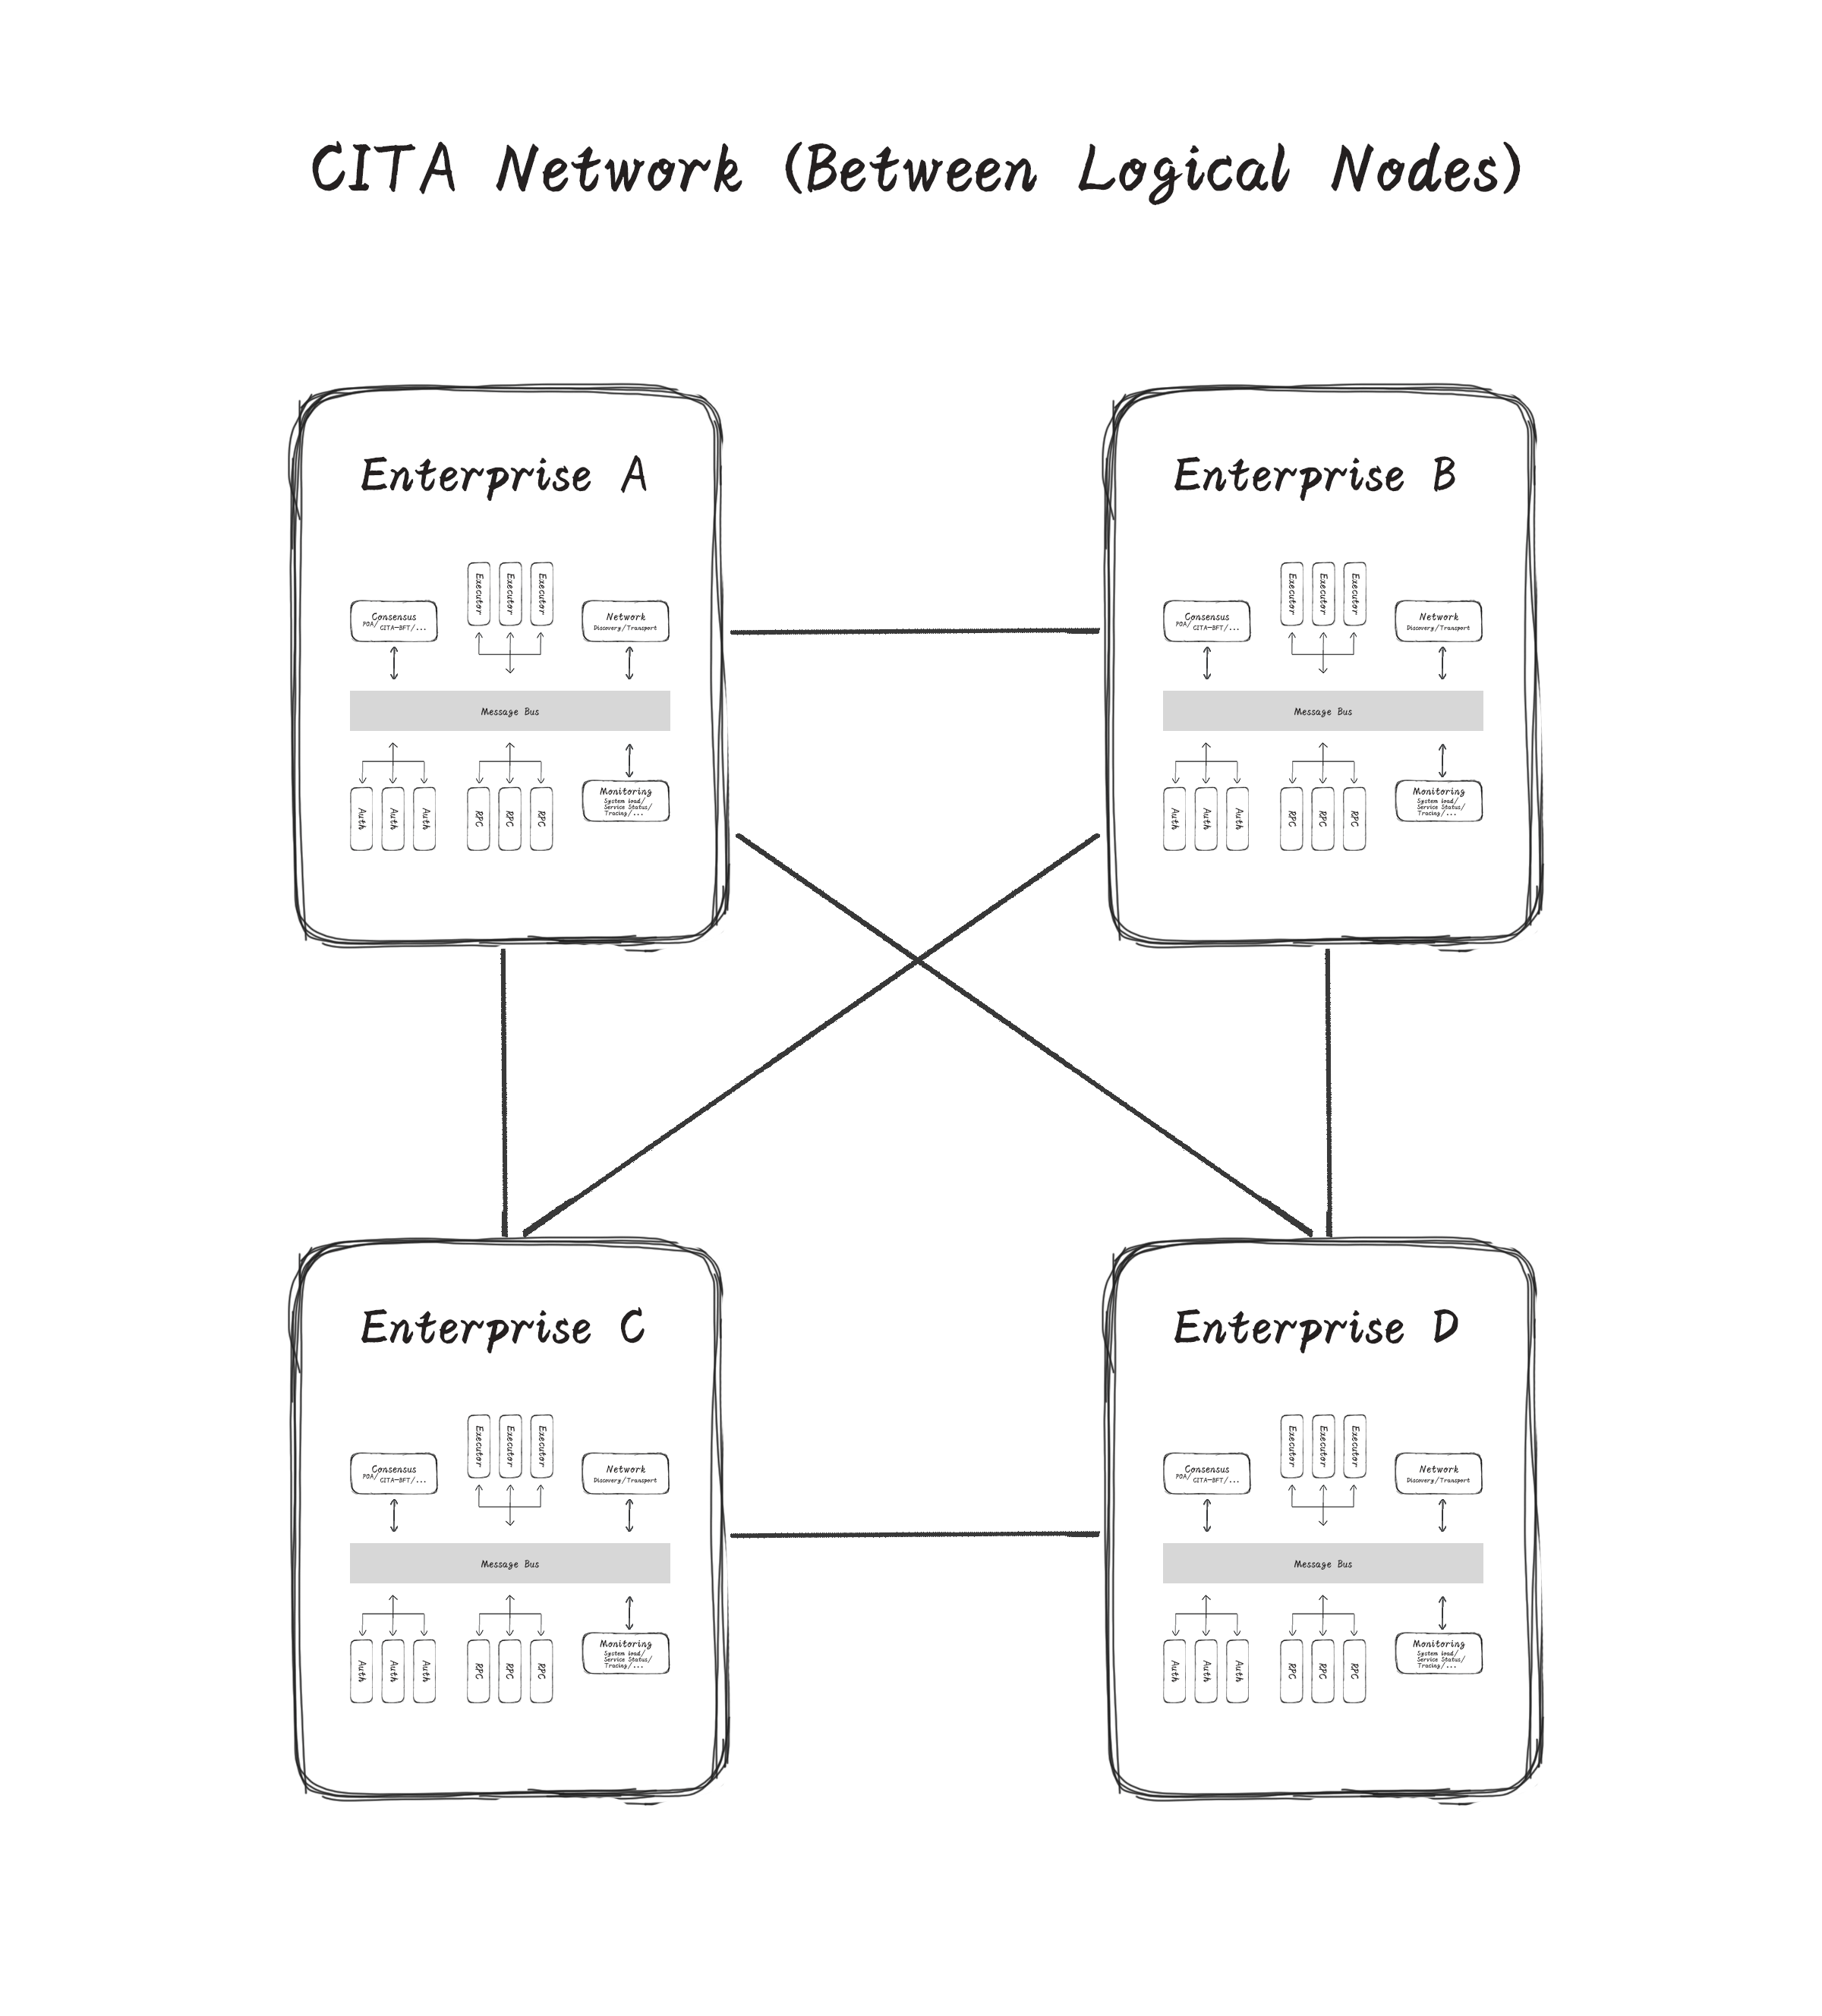 CITA Network (Between Logical Nodes)
Enterprise A
Executor
Executor
Executor
Consensus
POA/ CITA-BFT/...
Network
Discovery/Transport
Message Bus
Auth
Auth
Auth
RPC
RPC
RPC
Monitoring
System load/
Service Status/
Tracing/...
Enterprise B
Executor
Executor
Executor
Consensus
POA/ CITA-BFT/...
Network
Discovery/Transport
Message Bus
Auth
Auth
Auth
RPC
RPC
RPC
Monitoring
System load/
Service Status/
Tracing/...
Enterprise C
Executor
Executor
Executor
Consensus
POA/ CITA-BFT/...
Network
Discovery/Transport
Message Bus
Auth
Auth
Auth
RPC
RPC
RPC
Monitoring
System load/
Service Status/
Tracing/...
Enterprise D
Executor
Executor
Executor
Consensus
POA/ CITA-BFT/...
Network
Discovery/Transport
Message Bus
Auth
Auth
Auth
RPC
RPC
RPC
Monitoring
System load/
Service Status/
Tracing/...